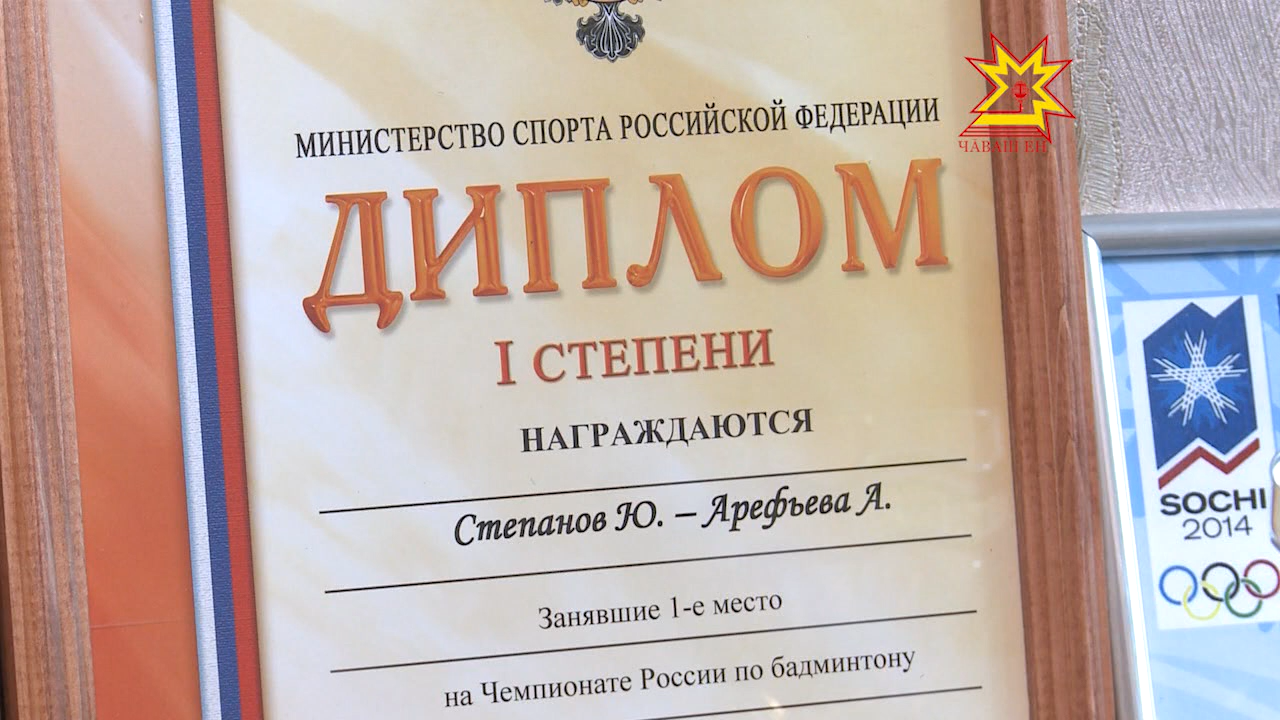 МИНИСТЕРСТВО СПОРТА РОССИЙСКОЙ ФЕДЕРАЦИИ
ДИПЛОМ
I СТЕПЕНИ
НАГРАЖДАЮТСЯ
Степанов Ю. – Арефьева А.
Занявшие 1-е место
на Чемпионате России по бадминтону
ЧӐВАШ ЕН
SOCHI
2014